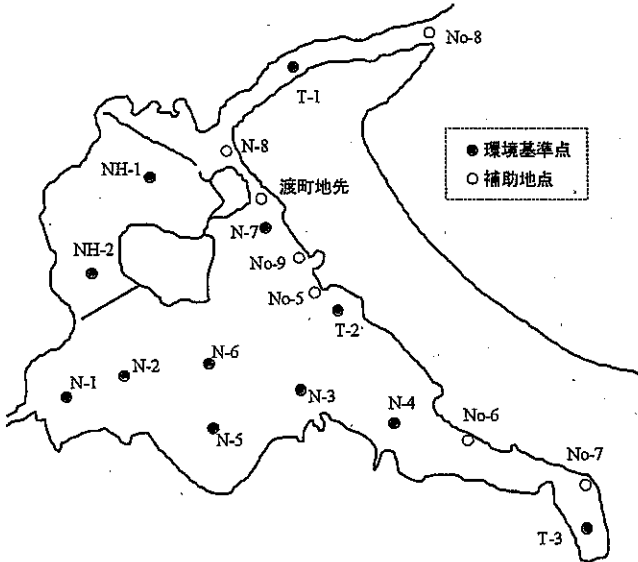 No-8
T-1
N-8
● 環境基準点
○ 補助地点
NH-1
渡町地先
N-7
NH-2
No-9
No-5
T-2
N-6
N-2
N-1
N-3
N-4
No-6
N-5
No-7
T-3